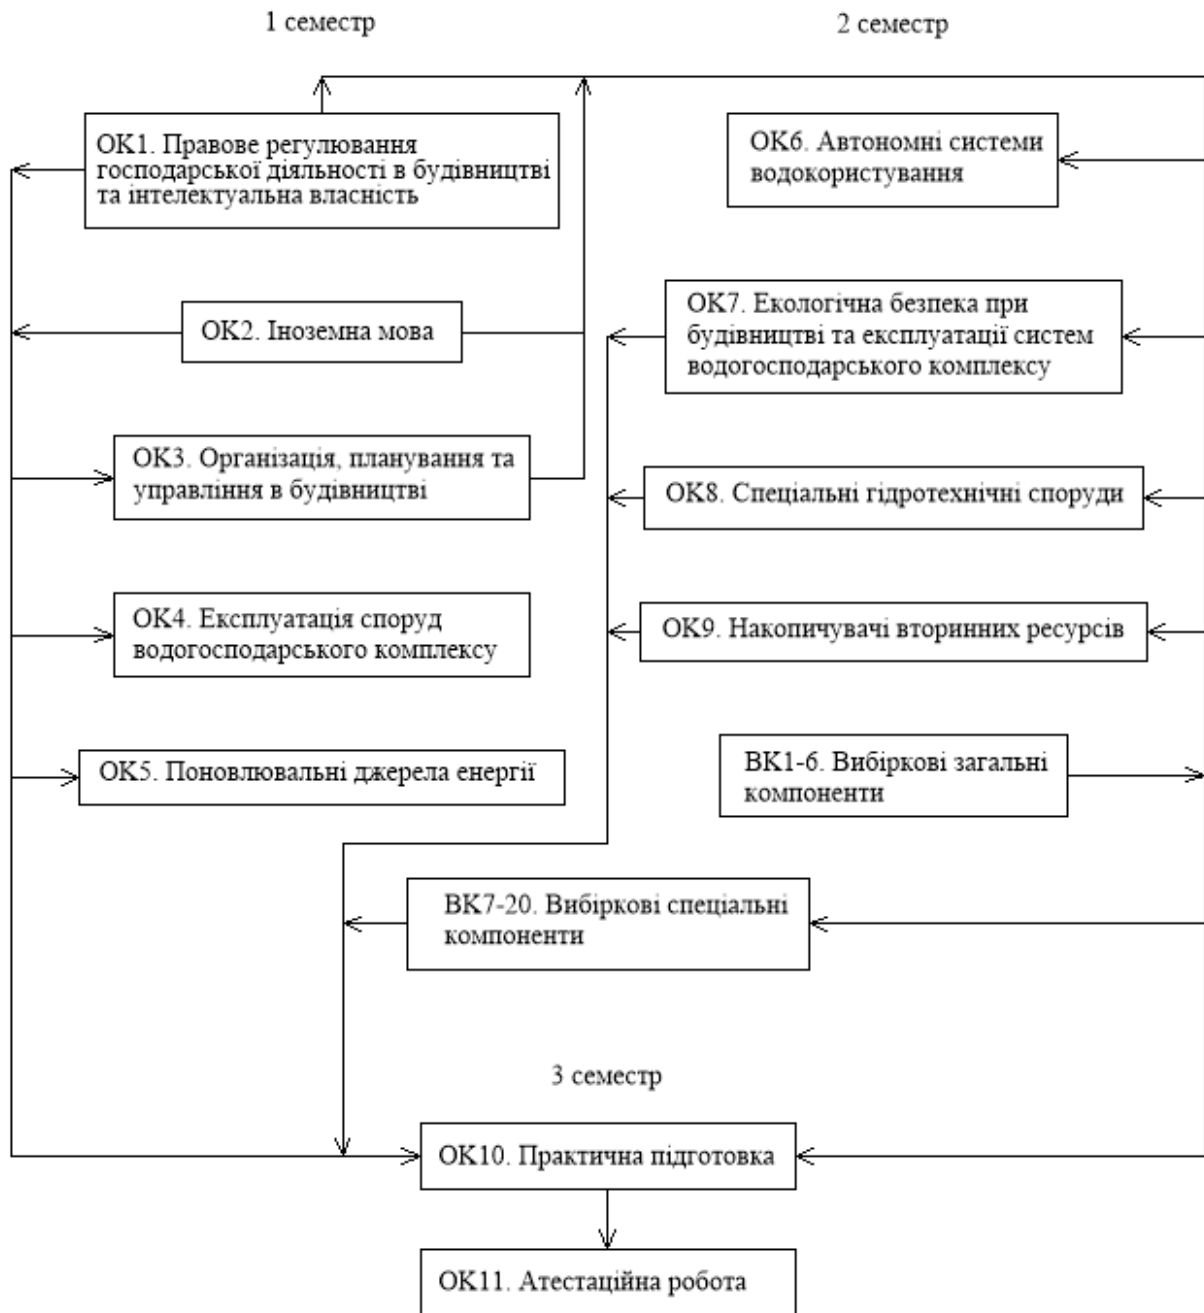 1 семестр
2 семестр
ОК1. Правове регулювання
господарської діяльності в будівництві
та інтелектуальна власність
ОК6. Автономні системи
водокористування
ОК2. Іноземна мова
ОК7. Екологічна безпека при
будівництві та експлуатації систем
водогосподарського комплексу
ОК3. Організація, планування та
управління в будівництві
ОК8. Спеціальні гідротехнічні споруди
ОК4. Експлуатація споруд
водогосподарського комплексу
ОК9. Накопичувачі вторинних ресурсів
ОК5. Поновлювальні джерела енергії
ВК1-6. Вибіркові загальні
компоненти
ВК7-20. Вибіркові спеціальні
компоненти
3 семестр
ОК10. Практична підготовка
ОК11. Атестаційна робота